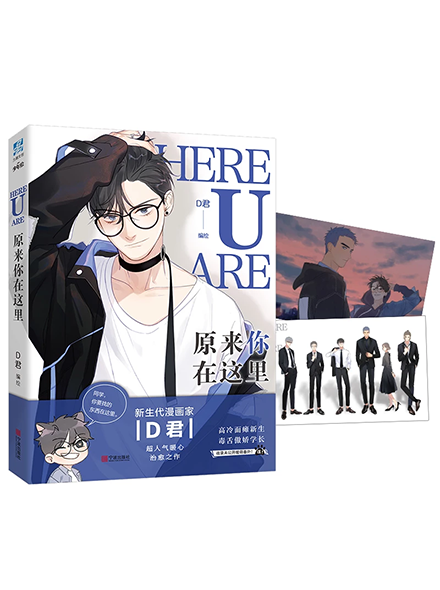 HERE
U
ARE
原来你在这里
D君 编绘
HERE
D君
编绘
U
ARE
原来你
在这里
同学,
你要找的
东西在这里。
新生代漫画家
D君
超人气暖心
治愈之作
高冷面瘫新生
毒舌傲娇学长